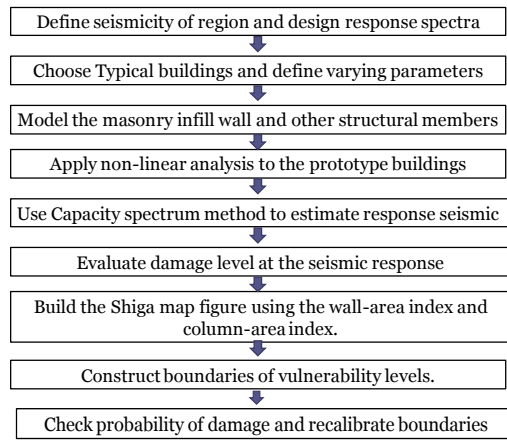 Define seismicity of region and design response spectra
Choose Typical buildings and define varying parameters
Model the masonry infill wall and other structural members
Apply non-linear analysis to the prototype buildings
Use Capacity spectrum method to estimate response seismic
Evaluate damage level at the seismic response
Build the Shiga map figure using the wall-area index and
column-area index.
Construct boundaries of vulnerability levels.
Check probability of damage and recalibrate boundaries